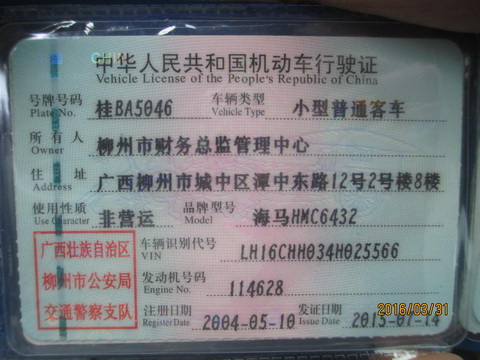 中华人民共和国机动车行驶证
Vehicle License of the People's Republic of China
号牌号码 桂BA5046 车辆类型 小型普通客车
Plate No. Vehicle Type
所有人 柳州市财务总监管理中心
Owner
住址 广西柳州市城中区潭中东路12号2号楼8楼
Address
使用性质 非营运 品牌型号 海马HMC6432
Use Character Model
广西壮族自治区
柳州市公安局
交通警察支队
车辆识别代号 LH16CHH034H025566
VIN
发动机号码 114628
Engine No.
注册日期 2004-05-10 发证日期
Register Date Issue Date
2016/03/31